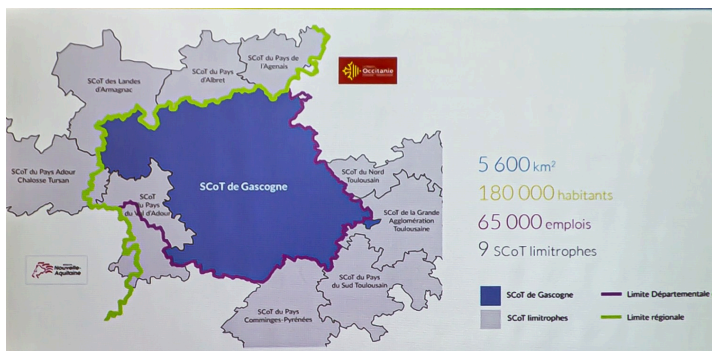 SCoT du Pays de
l'Agenais
SCoT du Pays
d'Albret
SCoT des Landes
d'Armagnac
Occitanie
SCoT du Pays Adour
Chalosse Tursan
SCoT de Gascogne
SCoT
du Pays
du Val d'Adour
SCoT du Nord
Toulousain
SCoT de la Grande
Agglomération
Toulousaine
SCoT du Pays
du Sud Toulousain
SCoT du Pays
Comminges-Pyrénées
Nouvelle-
Aquitaine
5 600 km²
180 000 habitants
65 000 emplois
9 SCoT limitrophes
SCoT de Gascogne
Limite Départementale
SCoT limitrophes
Limite régionale